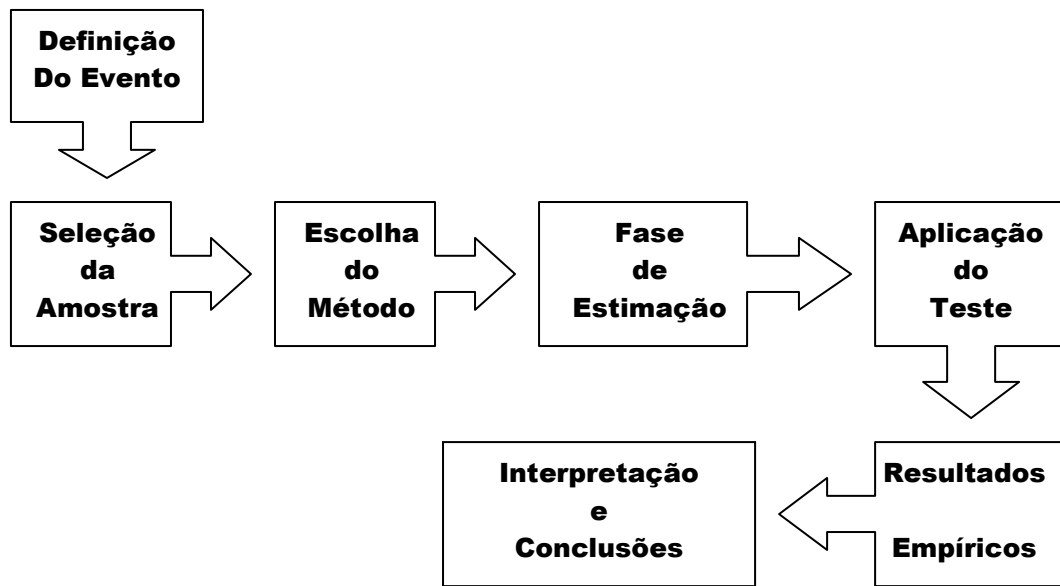 Definição
Do Evento
Seleção
da
Amostra
Escolha
do
Método
Fase
de
Estimação
Aplicação
do
Teste
Resultados
Empíricos
Interpretação
e
Conclusões